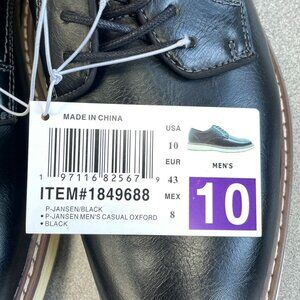 MADE IN CHINA
1 97116 82567 9
ITEM#1849688
P-JANSEN/BLACK
• P-JANSEN MEN'S CASUAL OXFORD
• BLACK
USA
10
EUR
43
MEX
8
MEN'S
10